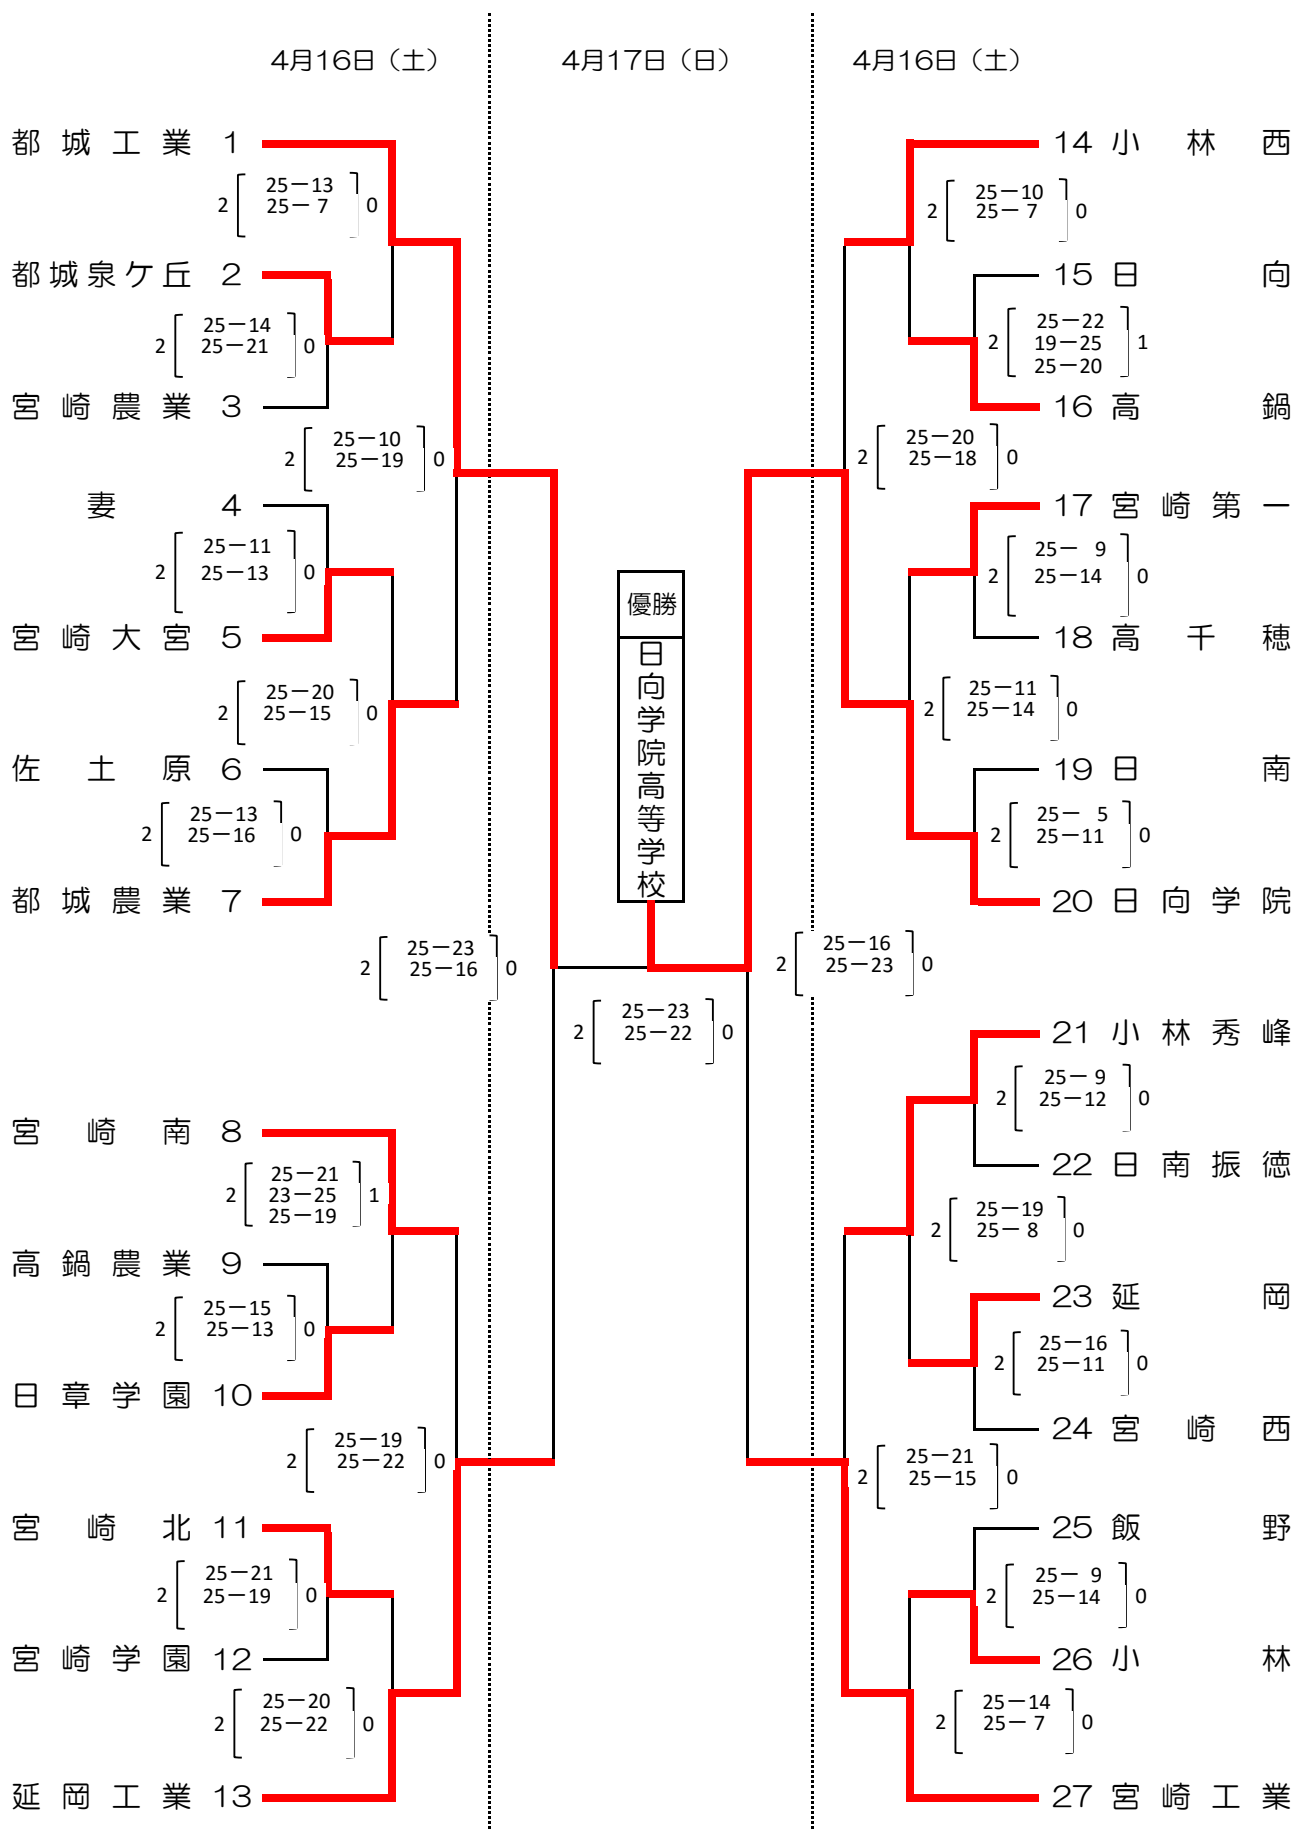 4月16日（土）
4月17日（日）
4月16日（土）
都城工業 1
2 25－13 0
25－7
都城泉ケ丘 2
2 25－14 0
25－21
宮崎農業 3
2 25－10 0
25－19
妻 4
2 25－11 0
25－13
宮崎大宮 5
2 25－20 0
25－15
佐土原 6
2 25－13 0
25－16
都城農業 7
2 25－23 0
25－16
宮崎南 8
2 25－21 1
23－25
25－19
高鍋農業 9
2 25－15 0
25－13
日章学園 10
2 25－19 0
25－22
宮崎北 11
2 25－21 0
25－19
宮崎学園 12
2 25－20 0
25－22
延岡工業 13
優勝
日向学院高等学校
2 25－23 0
25－22
14 小林西
2 25－10 0
25－7
15 日向
2 25－22 1
19－25
25－20
16 高鍋
2 25－20 0
25－18
17 宮崎第一
2 25－9 0
25－14
18 高千穂
2 25－11 0
25－14
19 日南
2 25－5 0
25－11
20 日向学院
2 25－16 0
25－23
21 小林秀峰
2 25－9 0
25－12
22 日南振徳
2 25－19 0
25－8
23 延岡
2 25－16 0
25－11
24 宮崎西
2 25－21 0
25－15
25 飯野
2 25－9 0
25－14
26 小林
2 25－14 0
25－7
27 宮崎工業